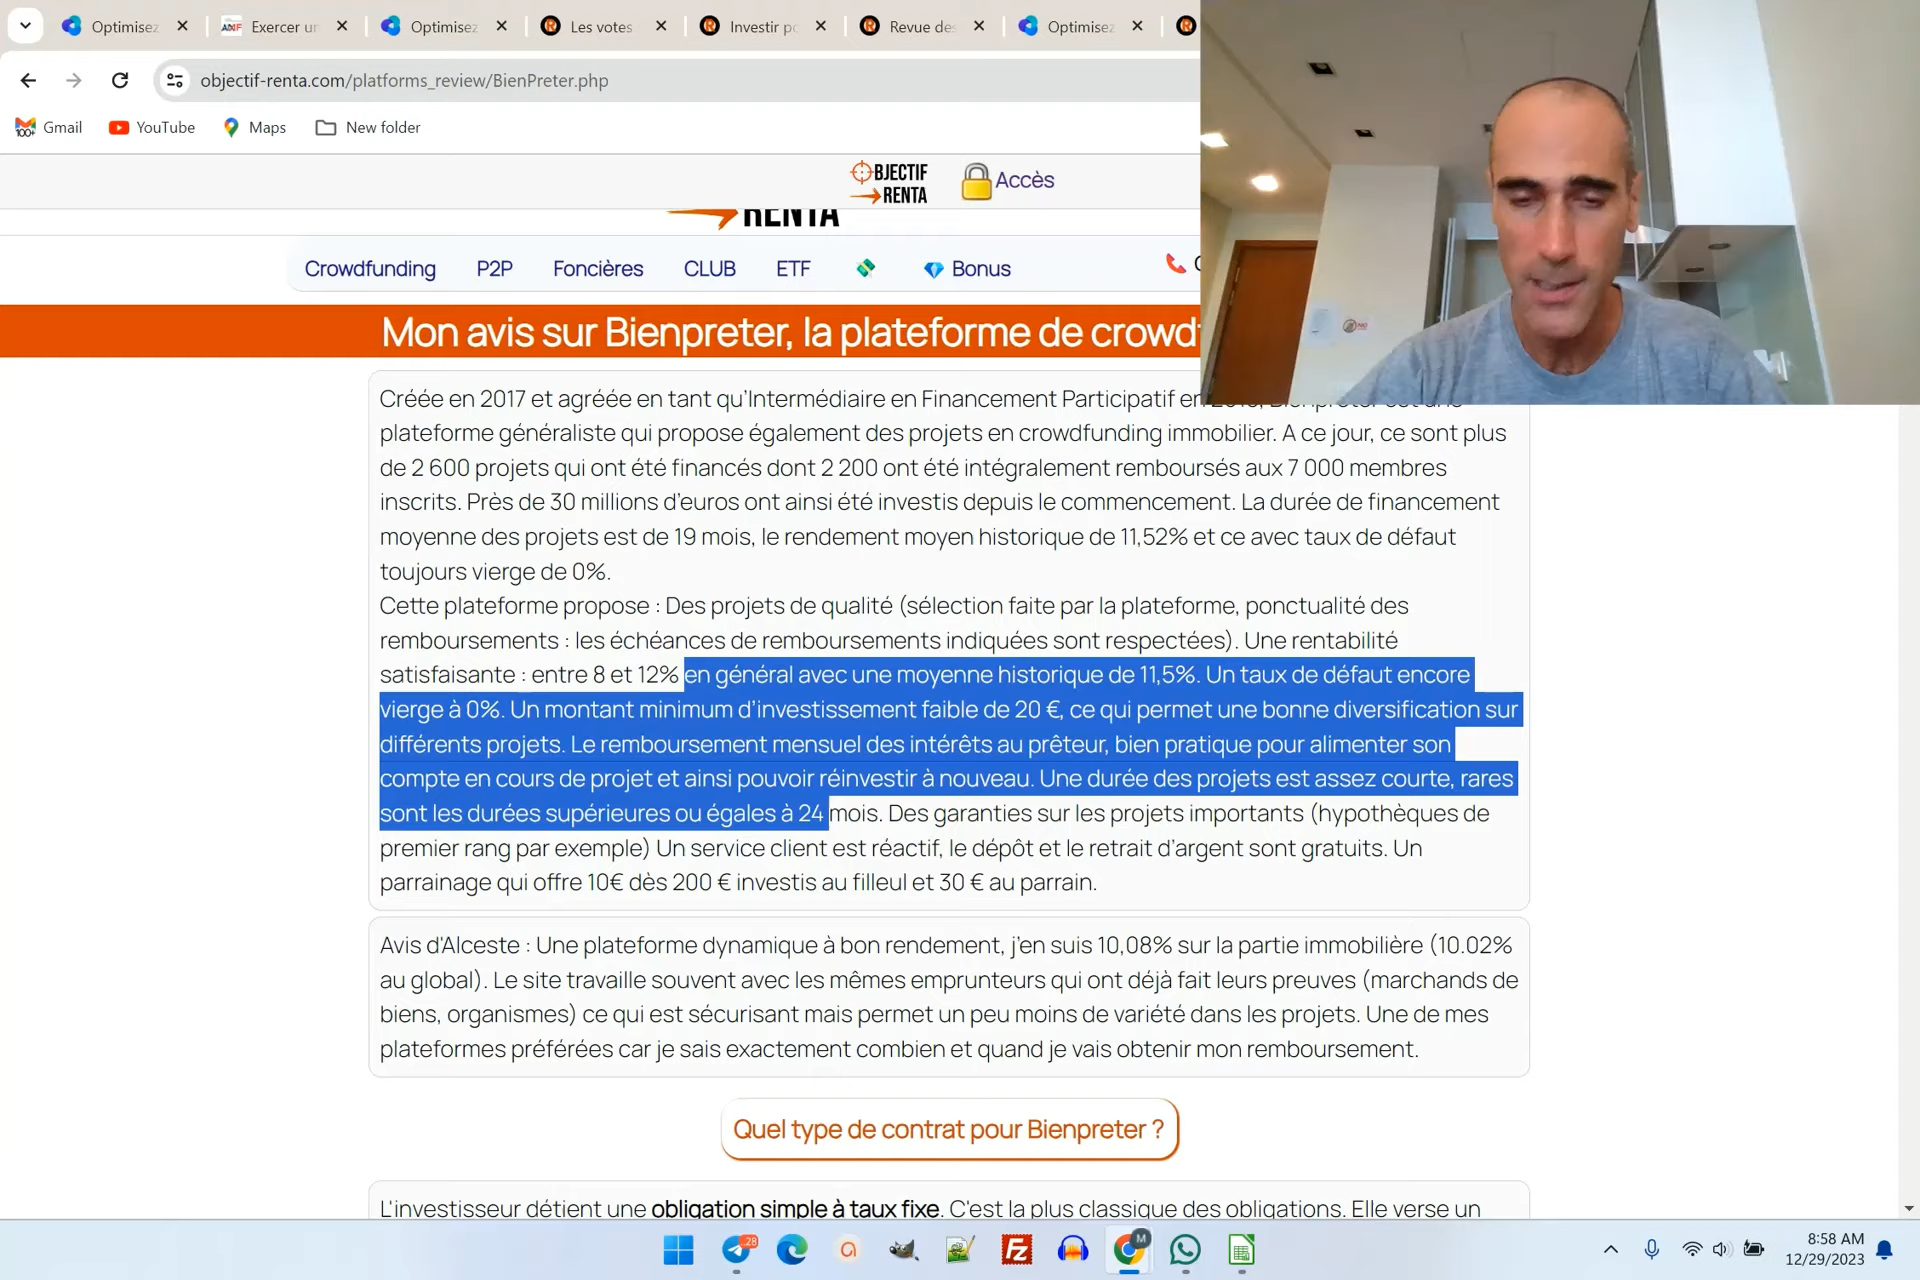 Optimisez
Exercer un
Optimisez
Les votes
Investir po
Revue des
Optimisez
objectif-renta.com/platforms_review/BienPreter.php
Gmail
YouTube
Maps
New folder
OBJECTIF
RENTA
Accès
RENTA
Crowdfunding
P2P
Foncières
CLUB
ETF
Bonus
Mon avis sur Bienpreter, la plateforme de crowdf
Créée en 2017 et agréée en tant qu'Intermédiaire en Financement Participatif en
plateforme généraliste qui propose également des projets en crowdfunding immobilier. A ce jour, ce sont plus
de 2 600 projets qui ont été financés dont 2 200 ont été intégralement remboursés aux 7 000 membres
inscrits. Près de 30 millions d'euros ont ainsi été investis depuis le commencement. La durée de financement
moyenne des projets est de 19 mois, le rendement moyen historique de 11,52% et ce avec taux de défaut
toujours vierge de 0%.
Cette plateforme propose : Des projets de qualité (sélection faite par la plateforme, ponctualité des
remboursements : les échéances de remboursements indiquées sont respectées). Une rentabilité
satisfaisante : entre 8 et 12% en général avec une moyenne historique de 11,5%. Un taux de défaut encore
vierge à 0%. Un montant minimum d'investissement faible de 20 €, ce qui permet une bonne diversification sur
différents projets. Le remboursement mensuel des intérêts au prêteur, bien pratique pour alimenter son
compte en cours de projet et ainsi pouvoir réinvestir à nouveau. Une durée des projets est assez courte, rares
sont les durées supérieures ou égales à 24 mois. Des garanties sur les projets importants (hypothèques de
premier rang par exemple) Un service client est réactif, le dépôt et le retrait d'argent sont gratuits. Un
parrainage qui offre 10€ dès 200 € investis au filleul et 30 € au parrain.
Avis d'Alceste : Une plateforme dynamique à bon rendement, j'en suis 10,08% sur la partie immobilière (10.02%
au global). Le site travaille souvent avec les mêmes emprunteurs qui ont déjà fait leurs preuves (marchands de
biens, organismes) ce qui est sécurisant mais permet un peu moins de variété dans les projets. Une de mes
plateformes préférées car je sais exactement combien et quand je vais obtenir mon remboursement.
Quel type de contrat pour Bienpreter ?
L'investisseur détient une obligation simple à taux fixe. C'est la plus classique des obligations. Elle verse un
28
M
8:58 AM
12/29/2023